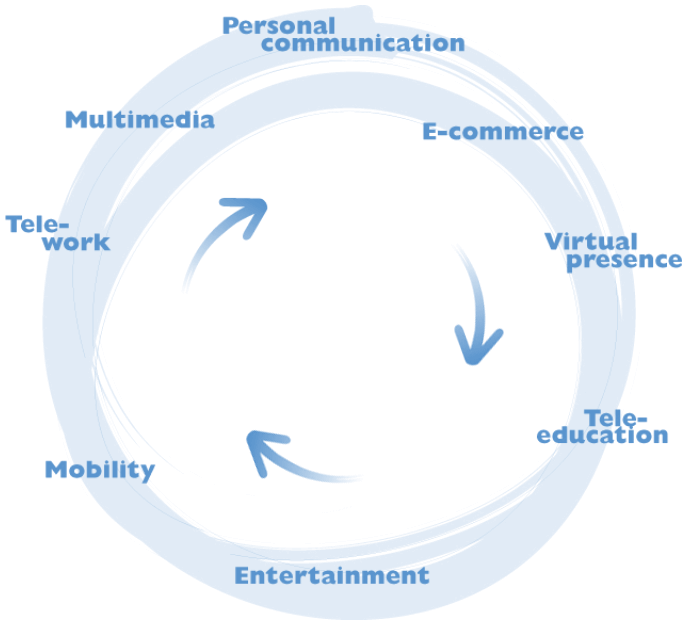 Personal
communication
Multimedia
E-commerce
Tele-
work
Virtual
presence
Tele-
education
Mobility
Entertainment